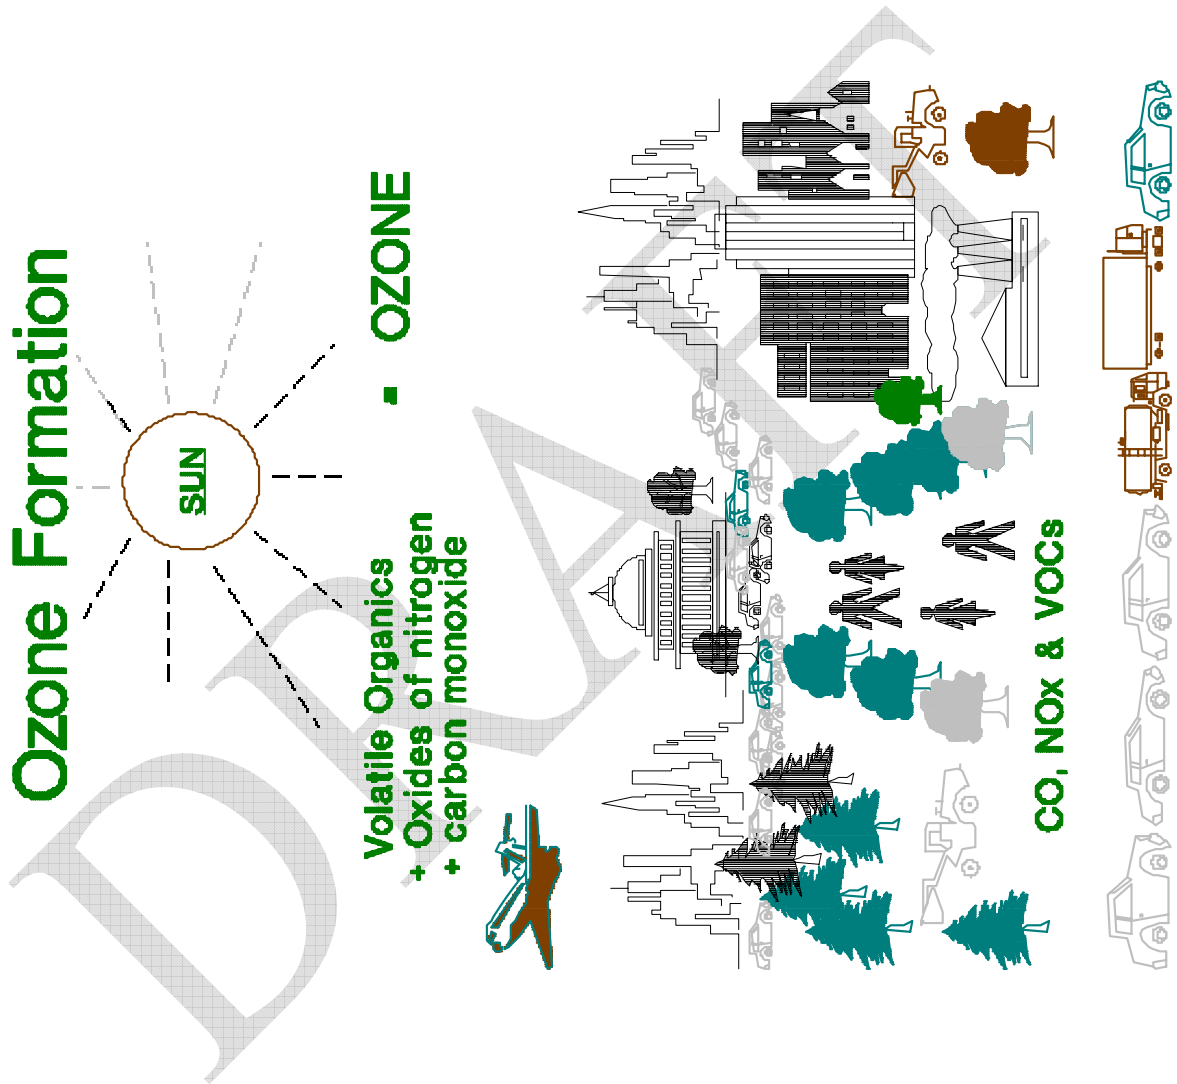 Ozone Formation
SUN
Volatile Organics
+ Oxides of nitrogen
+ carbon monoxide
= OZONE
CO, NOx & VOCs
DRAFT